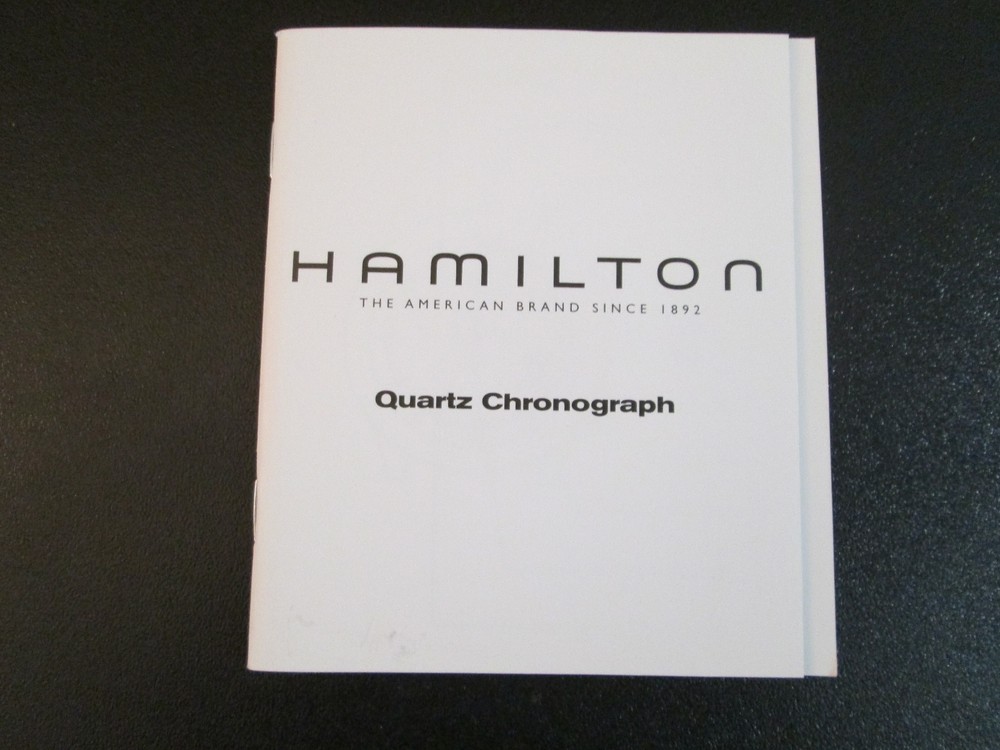 HAMILTON
THE AMERICAN BRAND SINCE 1892
Quartz Chronograph